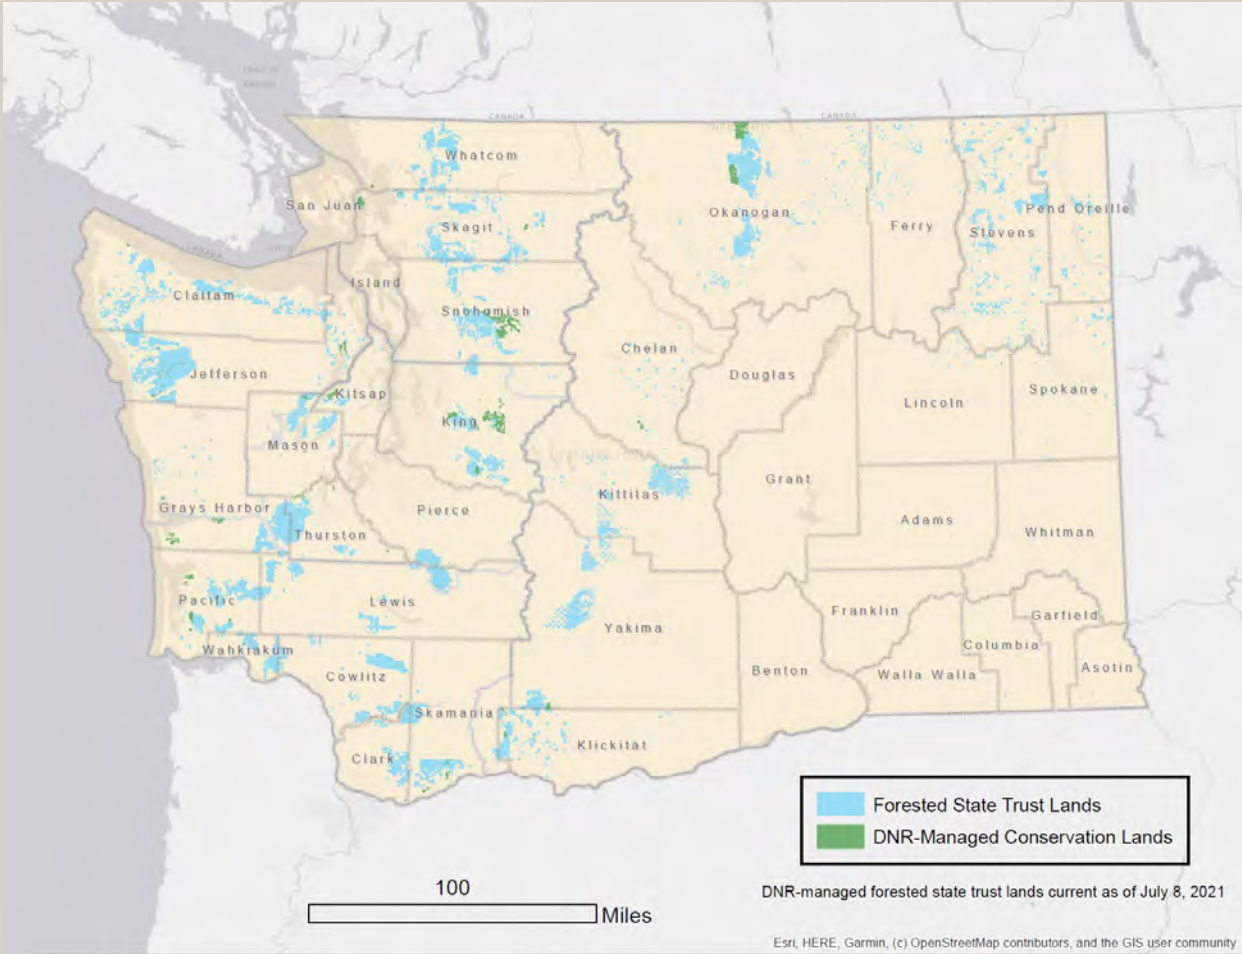 CANADA
CANADA
Whatcom
San Juan
Okanogan
Pend Oreille
Skagit
Ferry
Stevens
CANADA
Island
Clallam
Snohomish
Chelan
Jefferson
Douglas
Kitsap
Spokane
Lincoln
King
Mason
Grant
Kittitas
Grays Harbor
Pierce
Adams
Thurston
Whitman
Pacific
Lewis
Franklin
Garfield
Yakima
Wahkiakum
Columbia
Asotin
Cowlitz
Benton
Walla Walla
Skamania
Klickitat
Clark
Forested State Trust Lands
DNR-Managed Conservation Lands
100
Miles
DNR-managed forested state trust lands current as of July 8, 2021
Esri, HERE, Garmin, (c) OpenStreetMap contributors, and the GIS user community